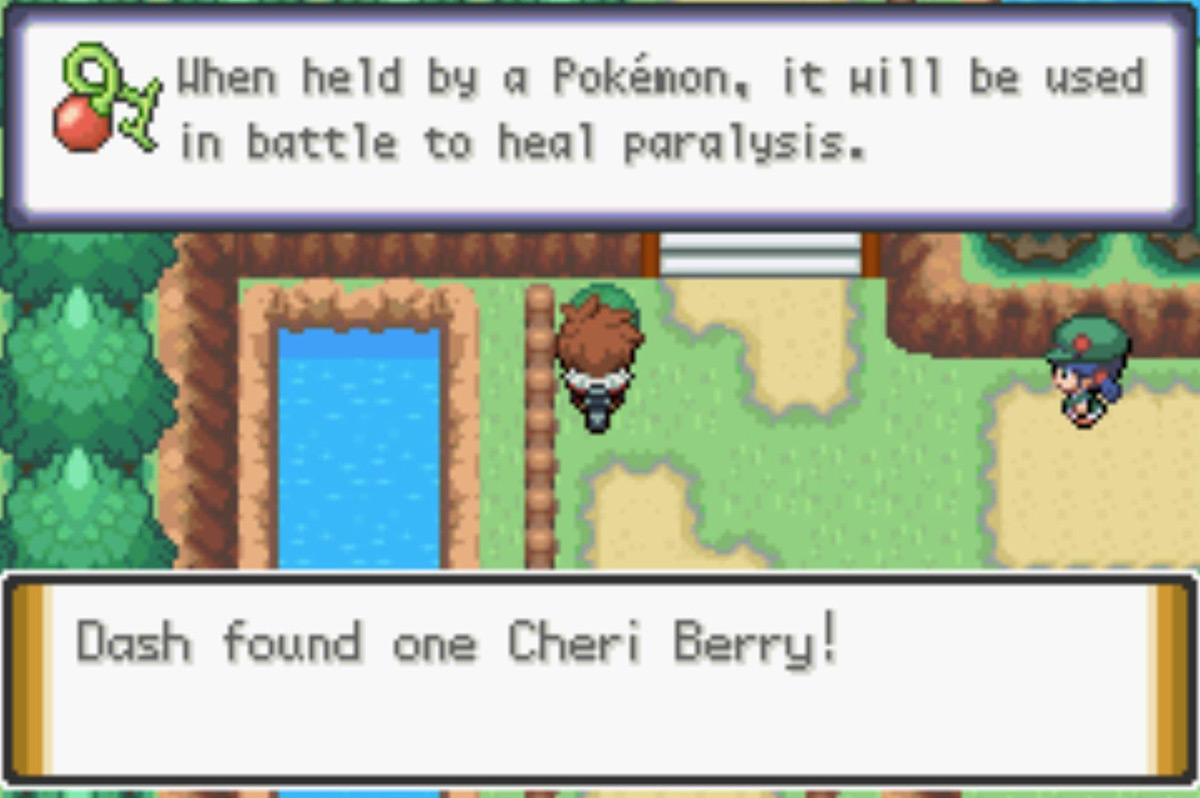 When held by a Pokémon, it will be used
in battle to heal paralysis.
Dash found one Cheri Berry!